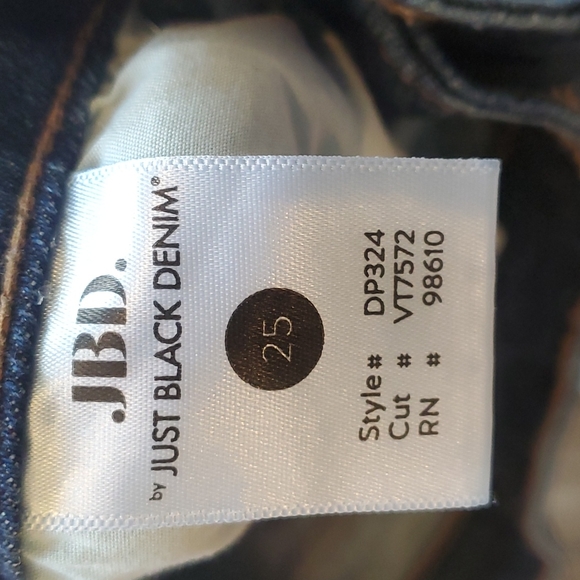 JBD.
by JUST BLACK DENIM®
25
Style# DP324
Cut # VT7572
RN # 98610